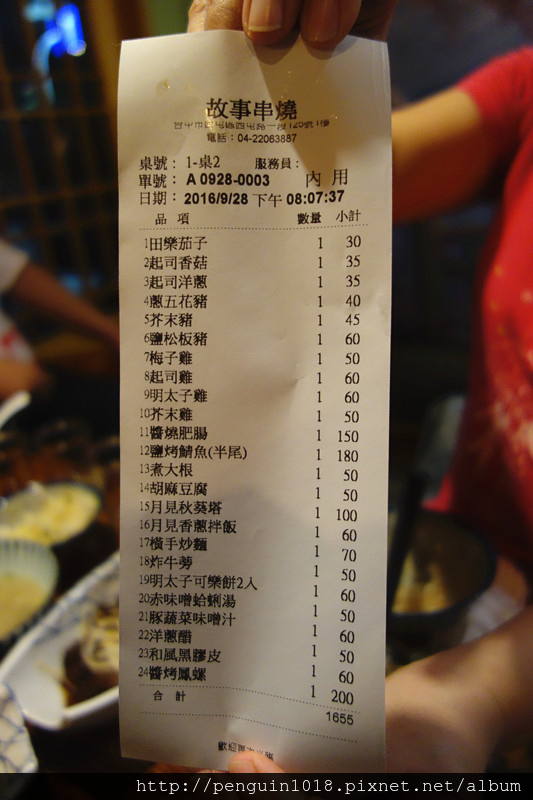 故事串燒
電話：04-22063887
桌號： 1-桌2 服務員：
單號： A 0928-0003 內 用
日期： 2016/9/28 下午 08:07:37
品 項 數量 小計
1田樂茄子 1 30
2起司香菇 1 35
3起司洋蔥 1 35
4蔥五花豬 1 40
5芥末豬 1 45
6鹽松板豬 1 60
7梅子雞 1 50
8起司雞 1 60
9明太子雞 1 60
10芥末雞 1 50
11醬燒肥腸 1 150
12鹽烤鯖魚(半尾) 1 180
13煮大根 1 50
14胡麻豆腐 1 50
15月見秋葵塔 1 100
16月見香蔥拌飯 1 60
17橫手炒麵 1 70
18炸牛蒡 1 50
19明太子可樂餅2入 1 60
20赤味噌蛤蜊湯 1 50
21豚蔬菜味噌汁 1 60
22洋蔥醋 1 50
23和風黑膠皮 1 60
24醬烤鳳螺 1 200
合 計 1655
歡迎
http://penguin1018.pixnet.net/album